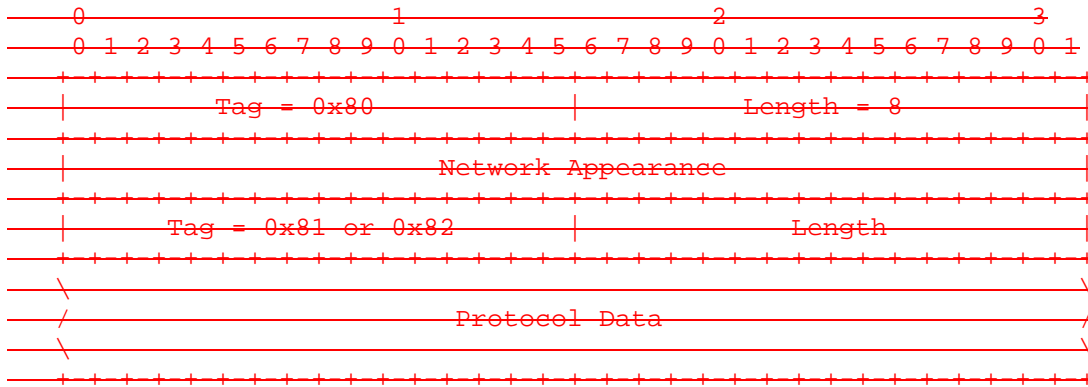 0                   1                   2                   3
 0 1 2 3 4 5 6 7 8 9 0 1 2 3 4 5 6 7 8 9 0 1 2 3 4 5 6 7 8 9 0 1
+-+-+-+-+-+-+-+-+-+-+-+-+-+-+-+-+-+-+-+-+-+-+-+-+-+-+-+-+-+-+-+-+
|         Tag = 0x80            |          Length = 8           |
+-+-+-+-+-+-+-+-+-+-+-+-+-+-+-+-+-+-+-+-+-+-+-+-+-+-+-+-+-+-+-+-+
|                       Network Appearance                      |
+-+-+-+-+-+-+-+-+-+-+-+-+-+-+-+-+-+-+-+-+-+-+-+-+-+-+-+-+-+-+-+-+
|      Tag = 0x81 or 0x82       |             Length            |
+-+-+-+-+-+-+-+-+-+-+-+-+-+-+-+-+-+-+-+-+-+-+-+-+-+-+-+-+-+-+-+-+
\                                                               \
/                        Protocol Data                          /
\                                                               \
+-+-+-+-+-+-+-+-+-+-+-+-+-+-+-+-+-+-+-+-+-+-+-+-+-+-+-+-+-+-+-+-+